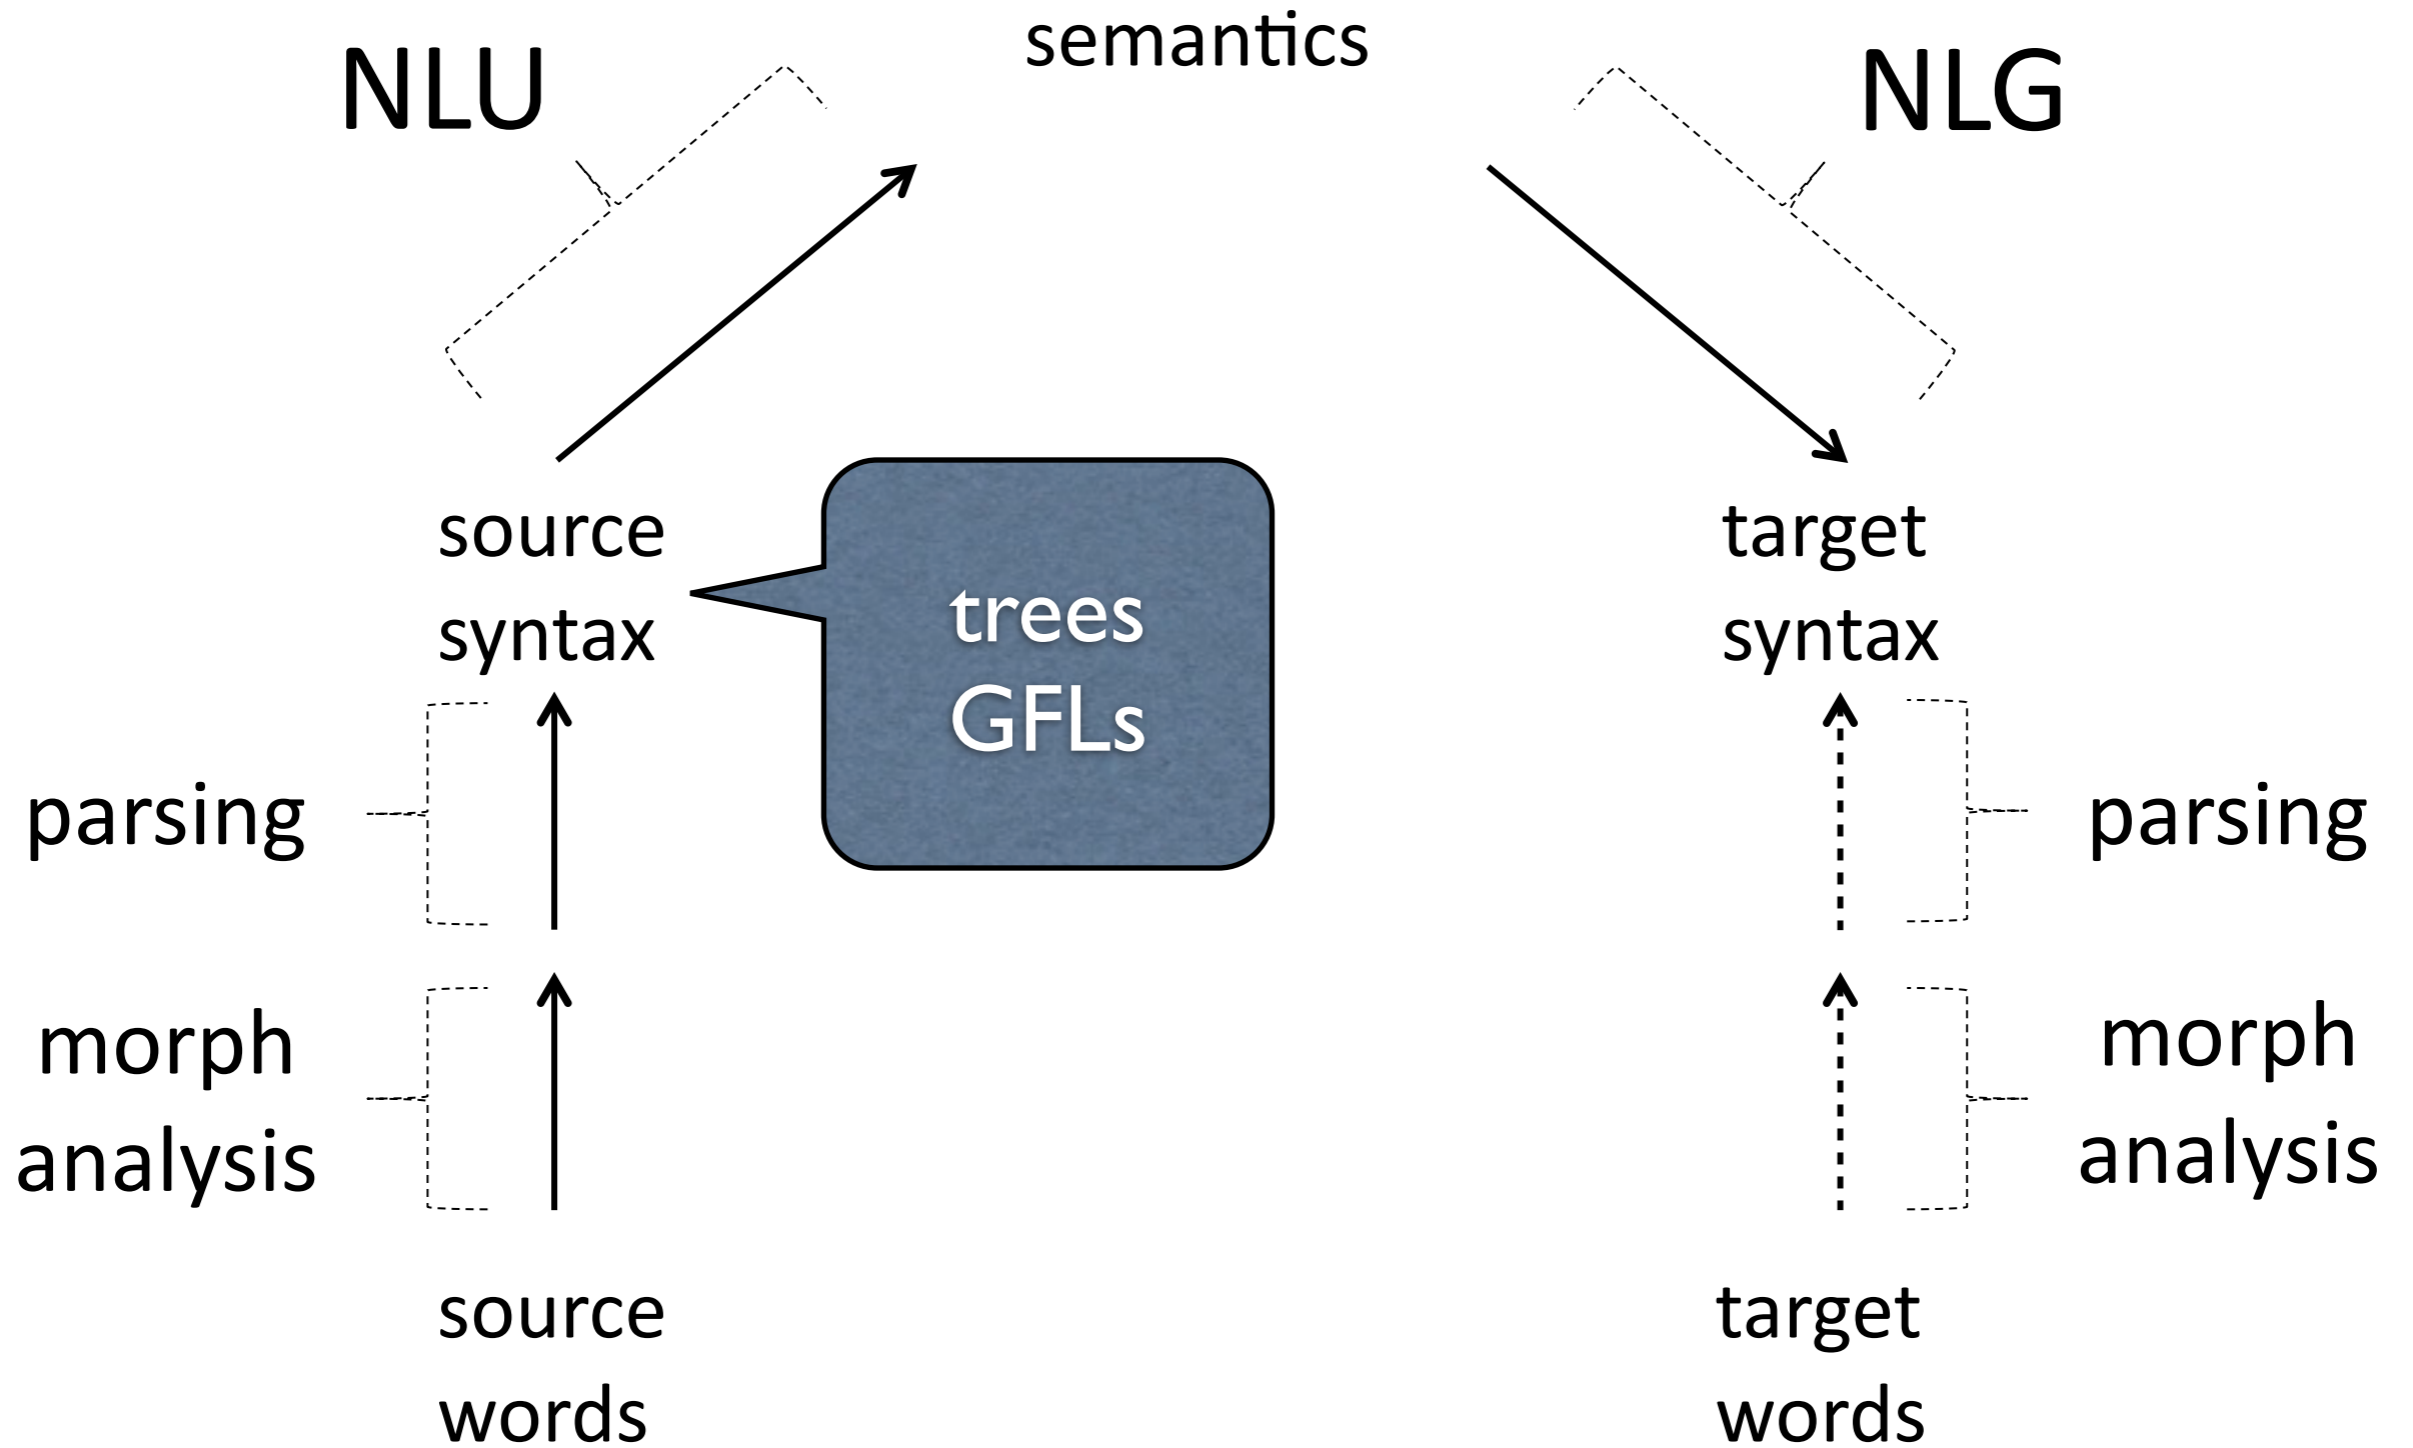 semantics
NLU
NLG
source
syntax
trees
GFLs
target
syntax
parsing
parsing
morph
analysis
morph
analysis
source
words
target
words